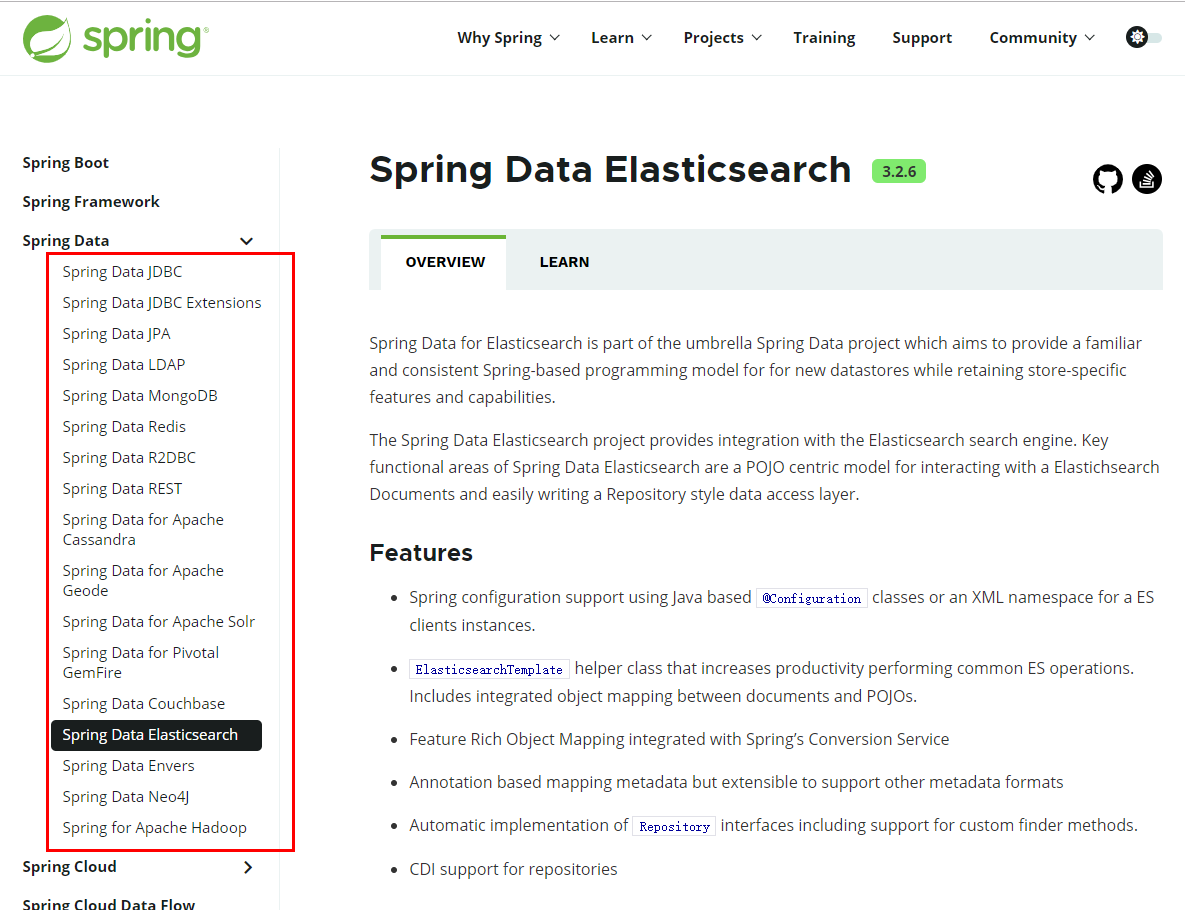 spring
Why Spring
Learn
Projects
Training
Support
Community
Spring Boot
Spring Framework
Spring Data
Spring Data JDBC
Spring Data JDBC Extensions
Spring Data JPA
Spring Data LDAP
Spring Data MongoDB
Spring Data Redis
Spring Data R2DBC
Spring Data REST
Spring Data for Apache
Cassandra
Spring Data for Apache
Geode
Spring Data for Apache Solr
Spring Data for Pivotal
GemFire
Spring Data Couchbase
Spring Data Elasticsearch
Spring Data Envers
Spring Data Neo4J
Spring for Apache Hadoop
Spring Cloud
Spring Cloud Data Flow
Spring Data Elasticsearch 3.2.6
OVERVIEW
LEARN
Spring Data for Elasticsearch is part of the umbrella Spring Data project which aims to provide a familiar
and consistent Spring-based programming model for for new datastores while retaining store-specific
features and capabilities.
The Spring Data Elasticsearch project provides integration with the Elasticsearch search engine. Key
functional areas of Spring Data Elasticsearch are a POJO centric model for interacting with a Elastichsearch
Documents and easily writing a Repository style data access layer.
Features
• Spring configuration support using Java based @Configuration classes or an XML namespace for a ES
clients instances.
• ElasticsearchTemplate helper class that increases productivity performing common ES operations.
Includes integrated object mapping between documents and POJOs.
• Feature Rich Object Mapping integrated with Spring’s Conversion Service
• Annotation based mapping metadata but extensible to support other metadata formats
• Automatic implementation of Repository interfaces including support for custom finder methods.
• CDI support for repositories